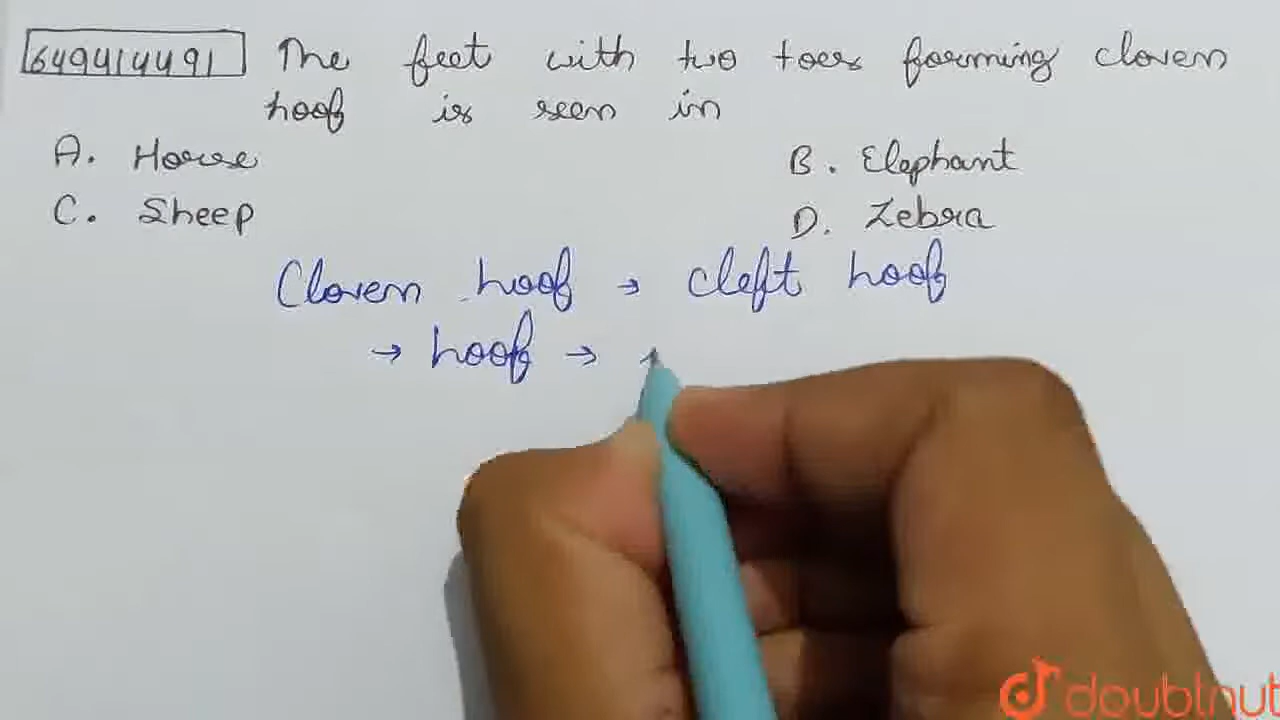 649414491 The feet with two toes forming cloven
hoof is seen in
A. Horse B. Elephant
C. Sheep D. Zebra
Cloven hoof → cleft hoof
→ hoof →
doubtnut